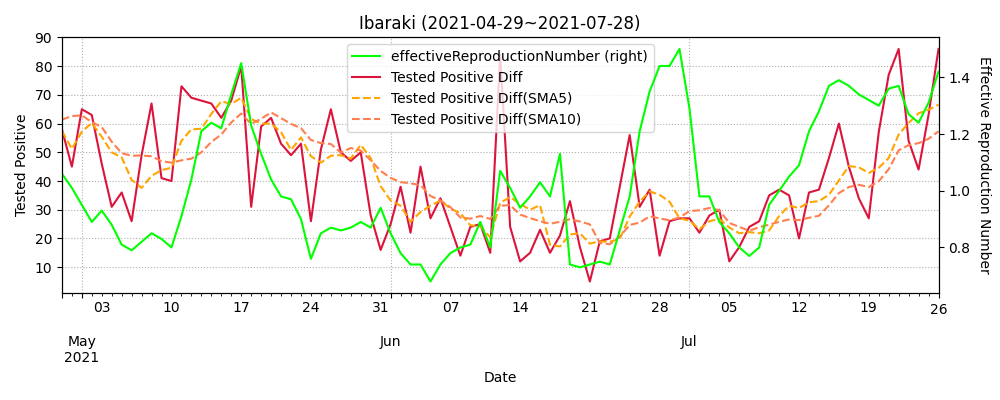 Ibaraki (2021-04-29~2021-07-28)
effectiveReproductionNumber (right)
Tested Positive Diff
Tested Positive Diff(SMA5)
Tested Positive Diff(SMA10)
Tested Positive
90
80
70
60
50
40
30
20
10
Effective Reproduction Number
1.4
1.2
1.0
0.8
03 10 17 24 31 07 14 21 28 05 12 19 26
May Jun Jul
2021
Date